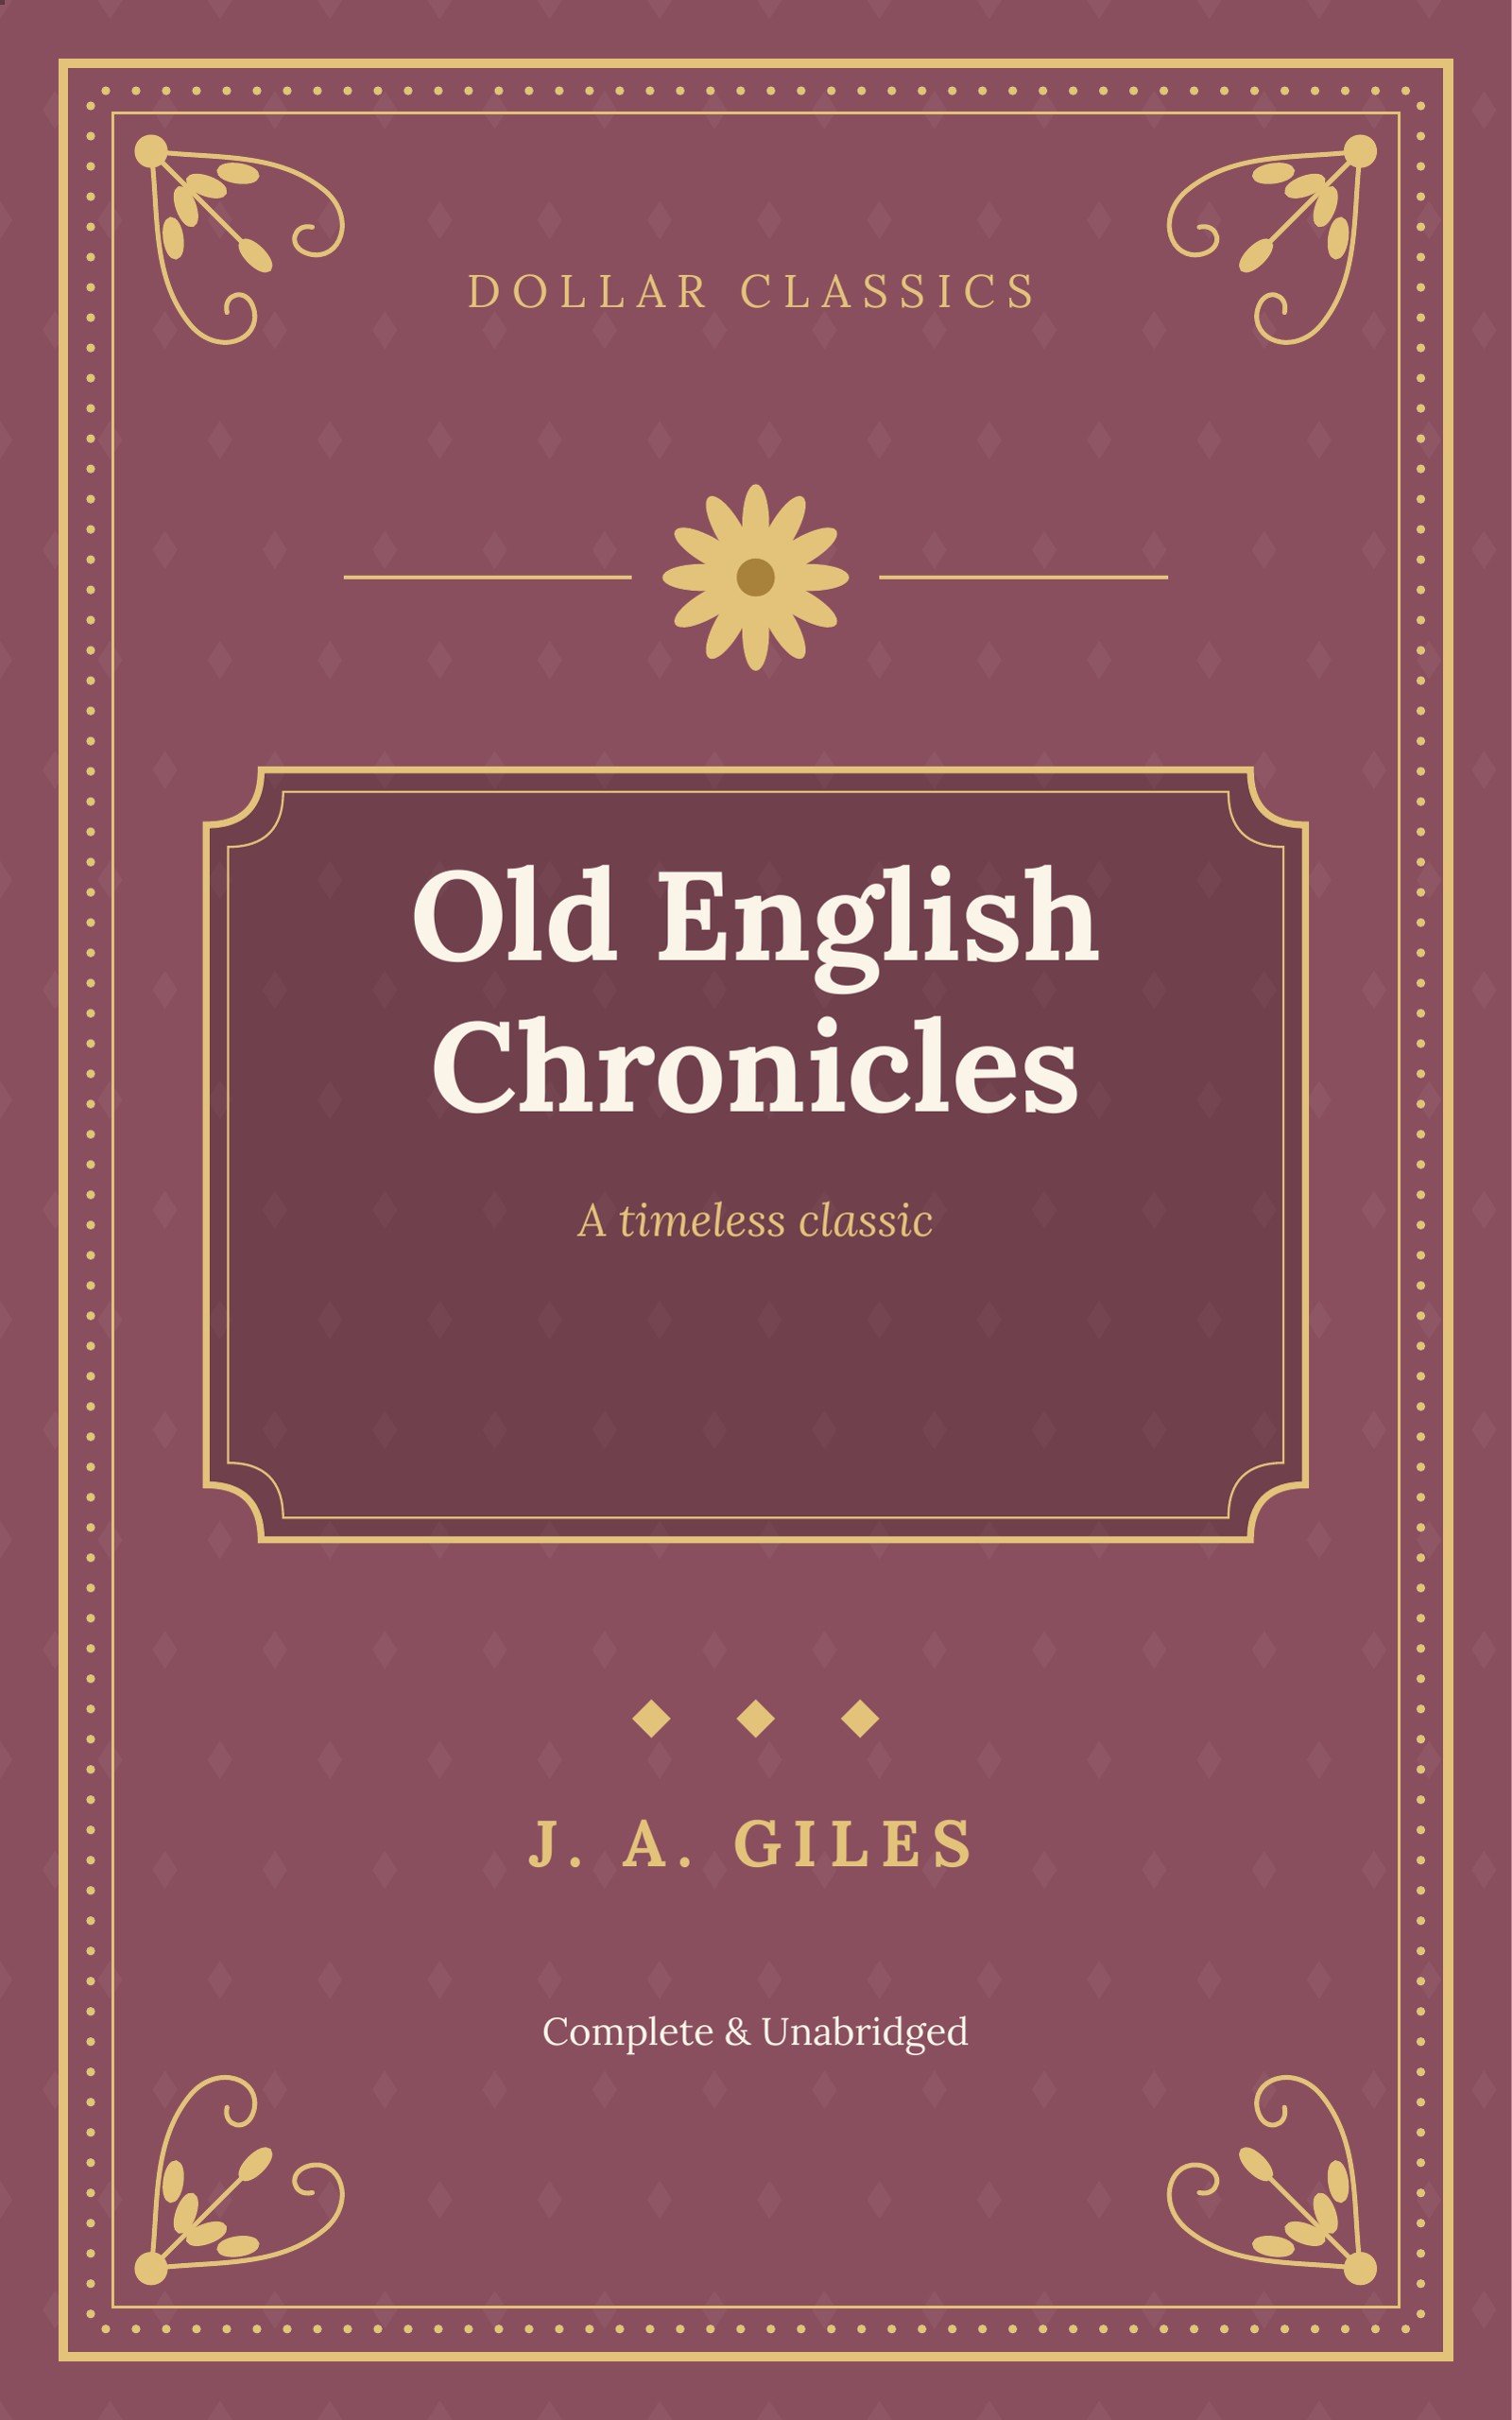 DOLLAR CLASSICS
Old English
Chronicles
A timeless classic
J. A. GILES
Complete & Unabridged